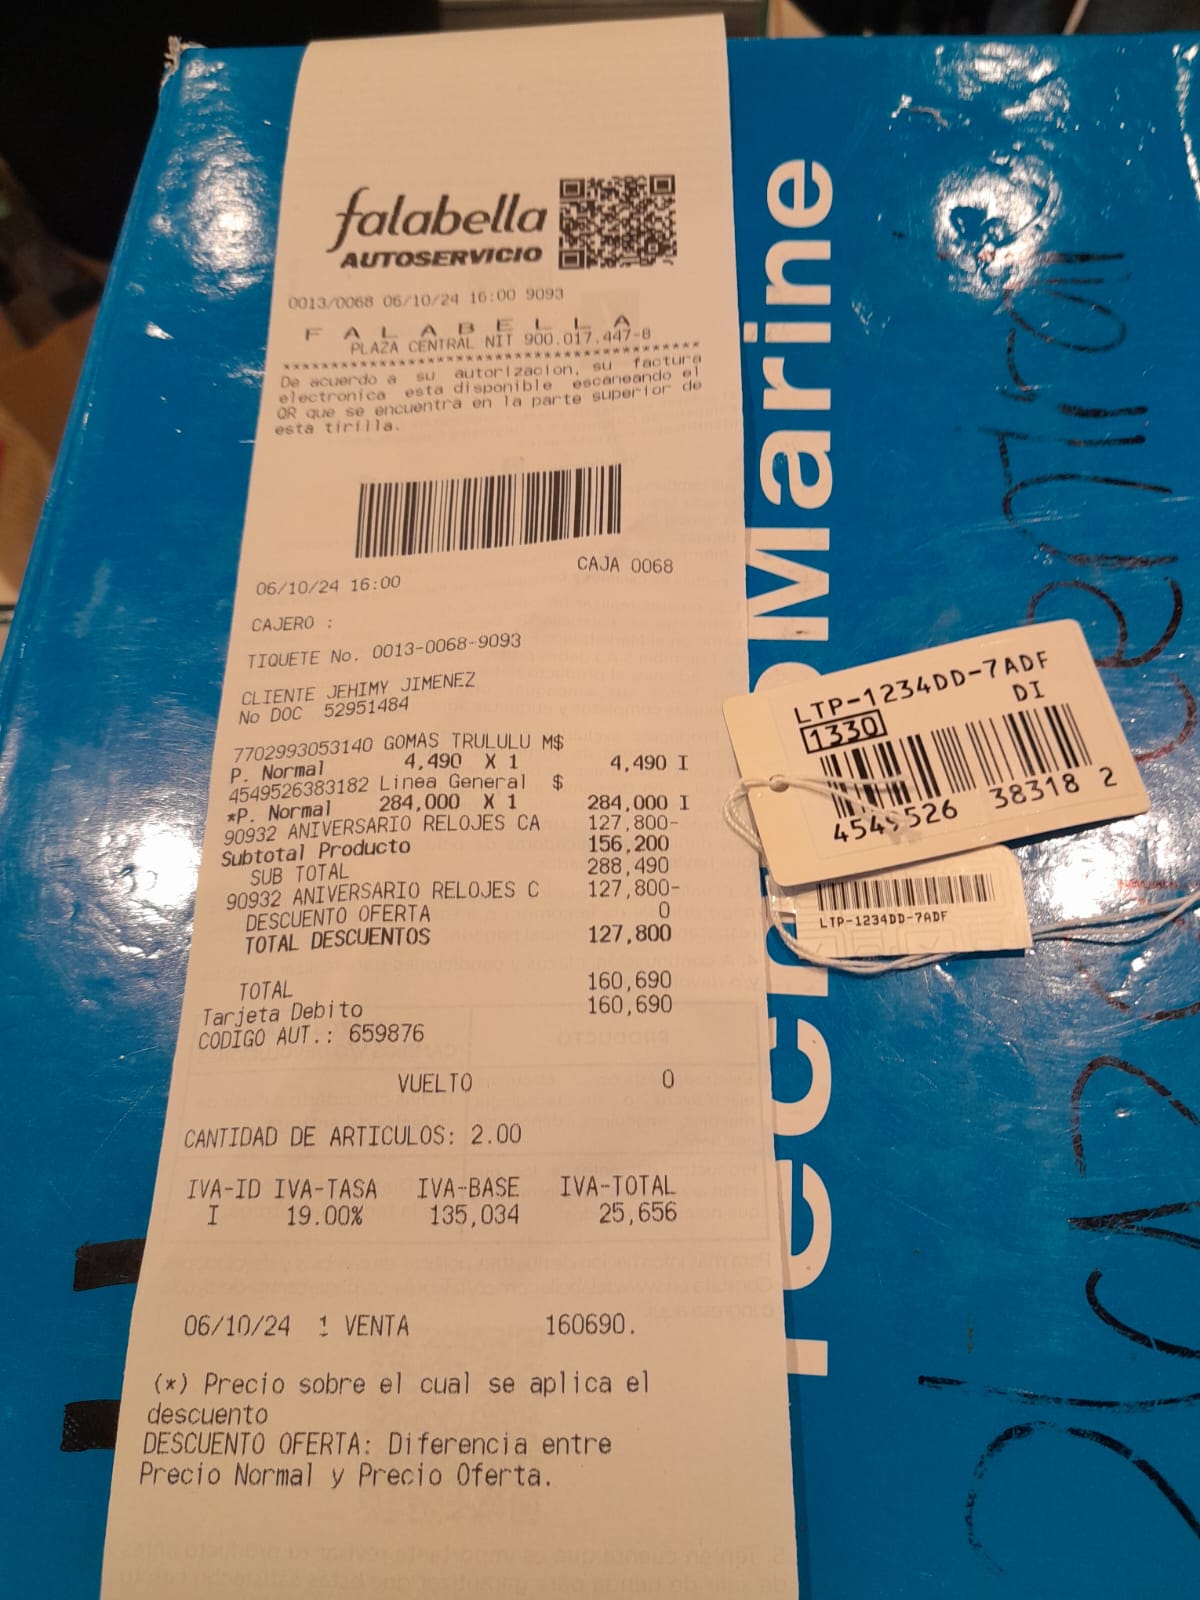 falabella
AUTOSERVICIO
0013/0068 06/10/24 16:00 9093
F A L A B E L L A
PLAZA CENTRAL NIT 900.017.447-8
******************************************
De acuerdo a su autorizacion, su factura
electronica esta disponible escaneando el
QR que se encuentra en la parte superior de
esta tirilla.
CAJA 0068
06/10/24 16:00
CAJERO :
TIQUETE No. 0013-0068-9093
CLIENTE JEHIMY JIMENEZ
No DOC 52951484
7702993053140 GOMAS TRULULU M$
P. Normal 4,490 X 1 4,490 I
4549526383182 Linea General $
*P. Normal 284,000 X 1 284,000 I
90932 ANIVERSARIO RELOJES CA 127,800-
Subtotal Producto 156,200
SUB TOTAL 288,490
90932 ANIVERSARIO RELOJES C 127,800-
DESCUENTO OFERTA 0
TOTAL DESCUENTOS 127,800
TOTAL 160,690
Tarjeta Debito 160,690
CODIGO AUT.: 659876
VUELTO 0
CANTIDAD DE ARTICULOS: 2.00
IVA-ID IVA-TASA IVA-BASE IVA-TOTAL
I 19.00% 135,034 25,656
06/10/24 1 VENTA 160690.
(*) Precio sobre el cual se aplica el
descuento
DESCUENTO OFERTA: Diferencia entre
Precio Normal y Precio Oferta.
Marine
LTP-1234DD-7ADF
DI
1330
4549526 38318 2
LTP-1234DD-7ADF